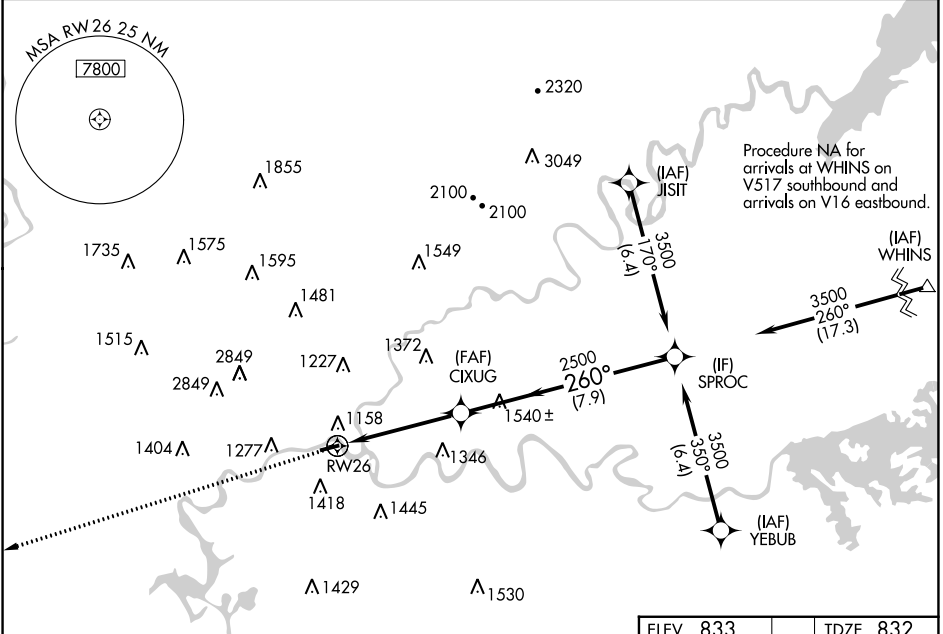 MSA RW26 25 NM
7800
2320
3049
1855
2100
2100
(IAF)
JISIT
Procedure NA for
arrivals at WHINS on
V517 southbound and
arrivals on V16 eastbound.
1735
1575
1595
1549
3500
170°
(6.4)
(IAF)
WHINS
1481
3500
260°
(17.3)
1515
2849
2849
1227
1372
(FAF)
CIXUG
2500
260°
(7.9)
(IF)
SPROC
1158
1540 ±
1404
1277
RW26
1346
3500
350°
(6.4)
1418
1445
(IAF)
YEBUB
1429
1530
ELEV 833
TDZE 832